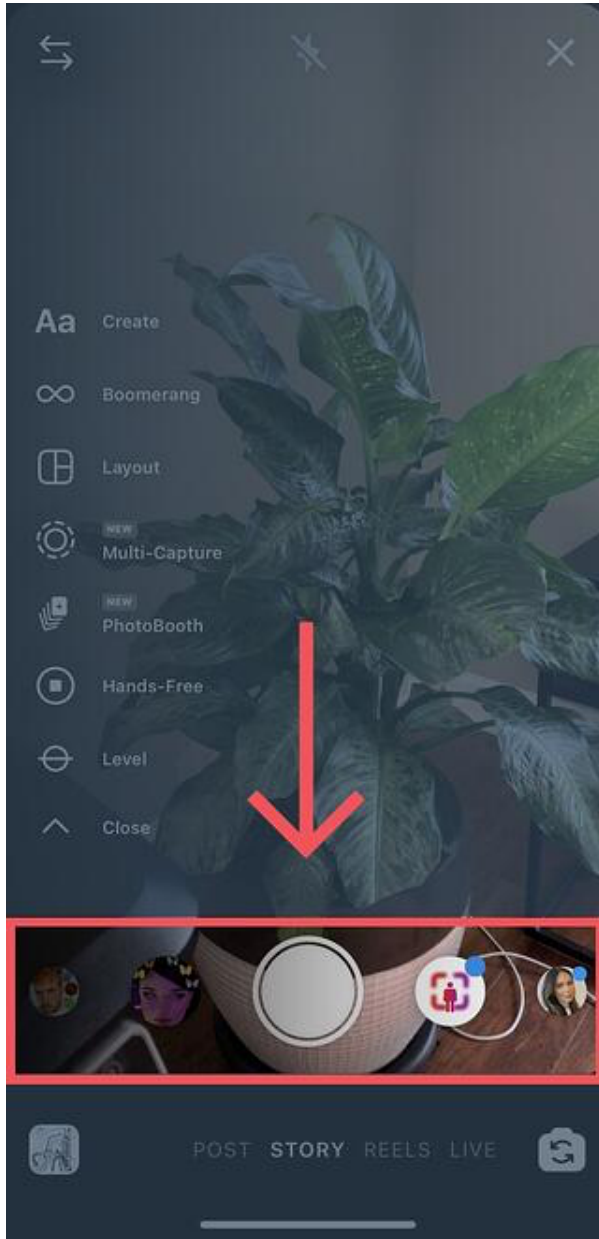 Aa Create
Boomerang
Layout
NEW
Multi-Capture
NEW
PhotoBooth
Hands-Free
Level
Close
POST STORY REELS LIVE